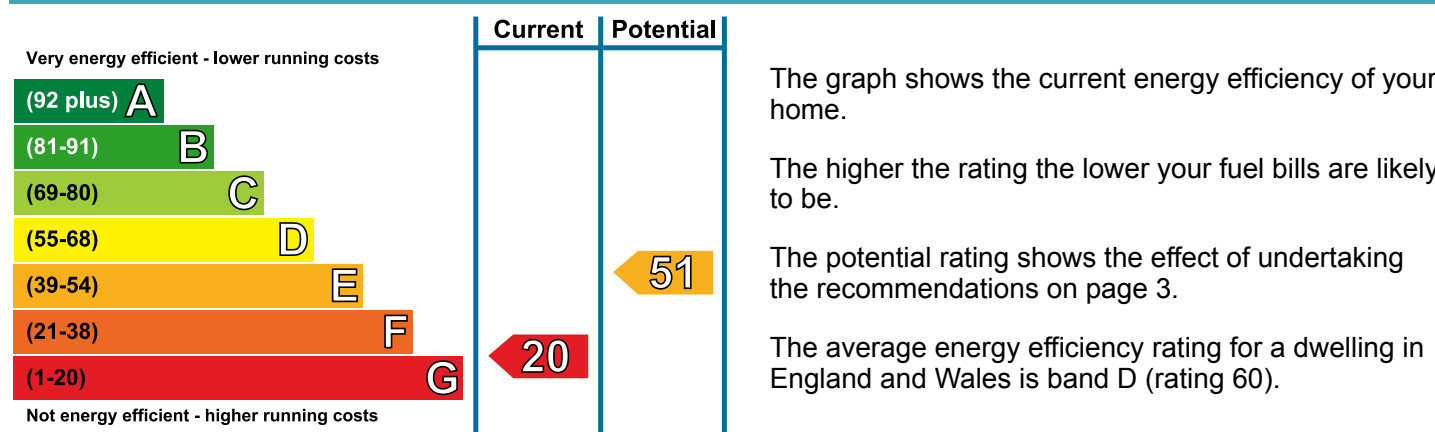 Current Potential
Very energy efficient - lower running costs
(92 plus) A
(81-91) B
(69-80) C
(55-68) D
(39-54) E
51
(21-38) F
20
(1-20) G
Not energy efficient - higher running costs
The graph shows the current energy efficiency of your
home.
The higher the rating the lower your fuel bills are likely
to be.
The potential rating shows the effect of undertaking
the recommendations on page 3.
The average energy efficiency rating for a dwelling in
England and Wales is band D (rating 60).